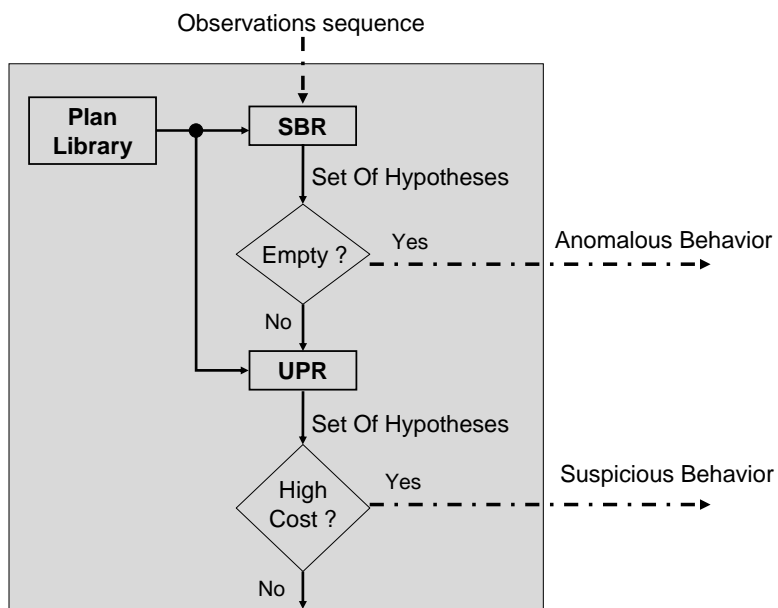 Observations sequence
Plan
Library
SBR
Set Of Hypotheses
Empty ?
Yes
Anomalous Behavior
No
UPR
Set Of Hypotheses
High
Cost ?
Yes
Suspicious Behavior
No